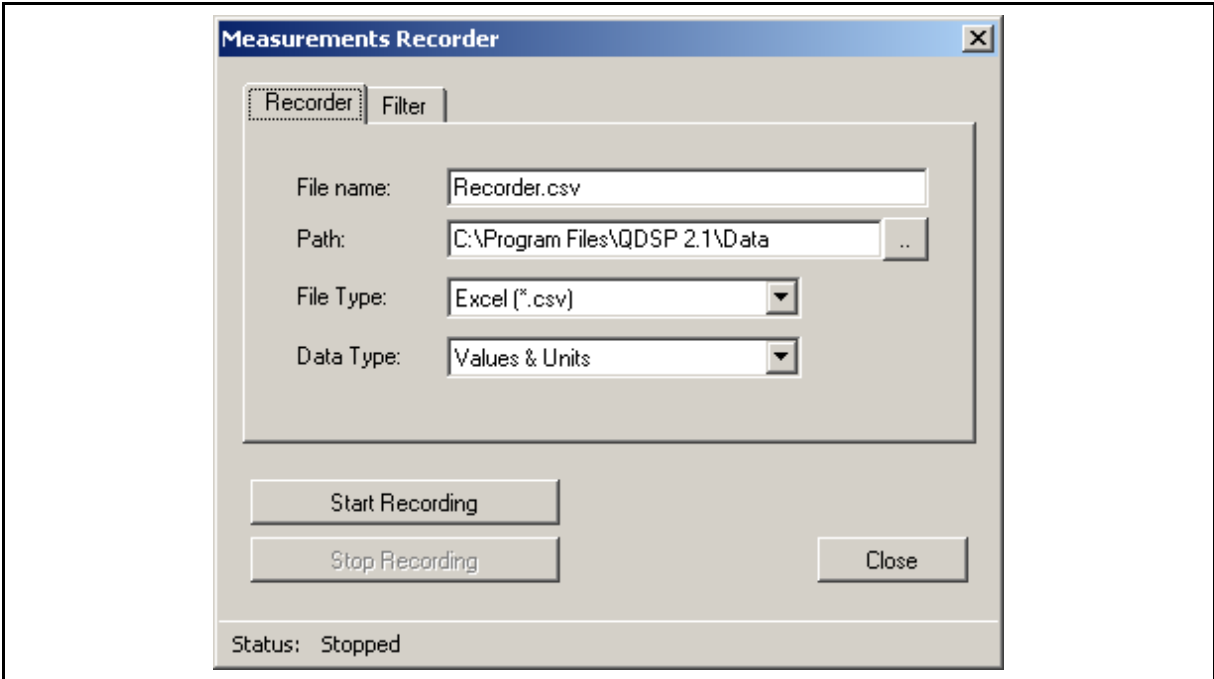 Measurements Recorder
Recorder Filter
File name: Recorder.csv
Path: C:\Program Files\QDSP 2.1\Data ..
File Type: Excel (*.csv)
Data Type: Values & Units
Start Recording
Stop Recording Close
Status: Stopped